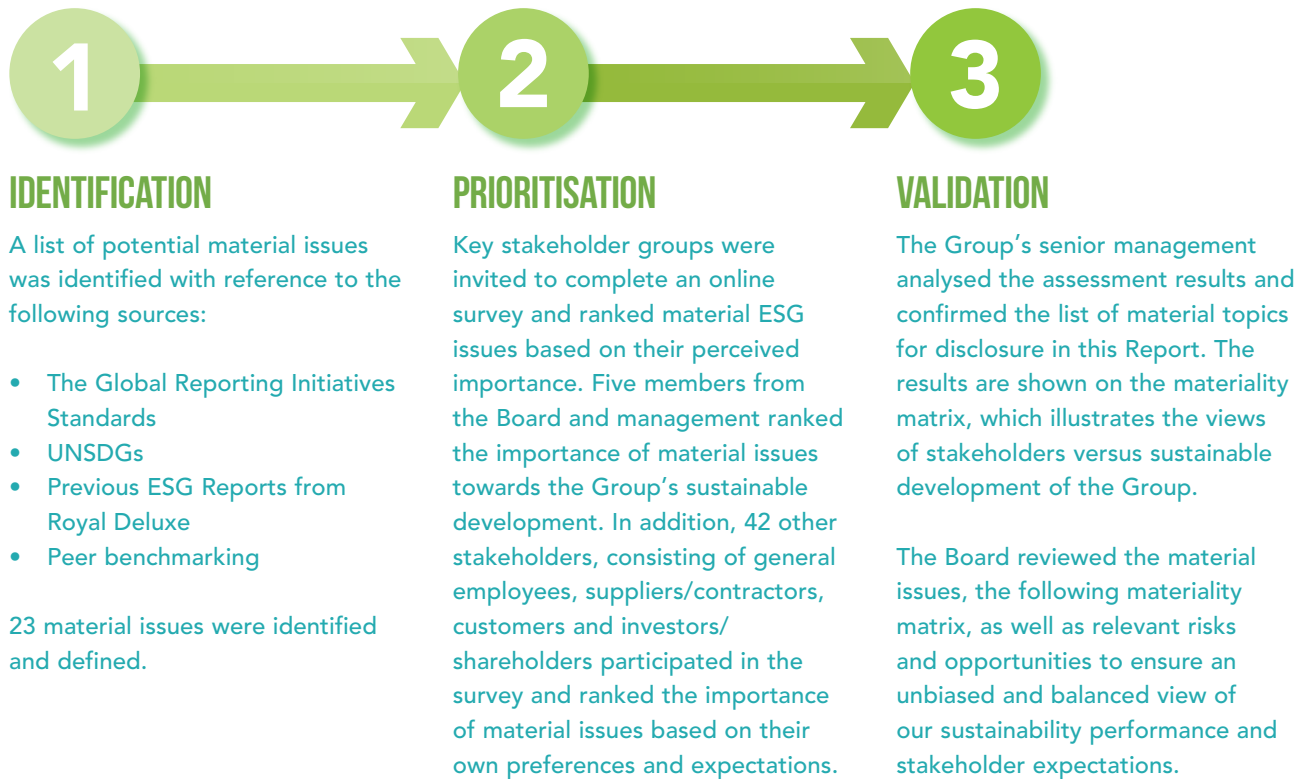 1
2
3
IDENTIFICATION
A list of potential material issues
was identified with reference to the
following sources:
• The Global Reporting Initiatives
Standards
• UNSDGs
• Previous ESG Reports from
Royal Deluxe
• Peer benchmarking
23 material issues were identified
and defined.
PRIORITISATION
Key stakeholder groups were
invited to complete an online
survey and ranked material ESG
issues based on their perceived
importance. Five members from
the Board and management ranked
the importance of material issues
towards the Group’s sustainable
development. In addition, 42 other
stakeholders, consisting of general
employees, suppliers/contractors,
customers and investors/
shareholders participated in the
survey and ranked the importance
of material issues based on their
own preferences and expectations.
VALIDATION
The Group’s senior management
analysed the assessment results and
confirmed the list of material topics
for disclosure in this Report. The
results are shown on the materiality
matrix, which illustrates the views
of stakeholders versus sustainable
development of the Group.
The Board reviewed the material
issues, the following materiality
matrix, as well as relevant risks
and opportunities to ensure an
unbiased and balanced view of
our sustainability performance and
stakeholder expectations.